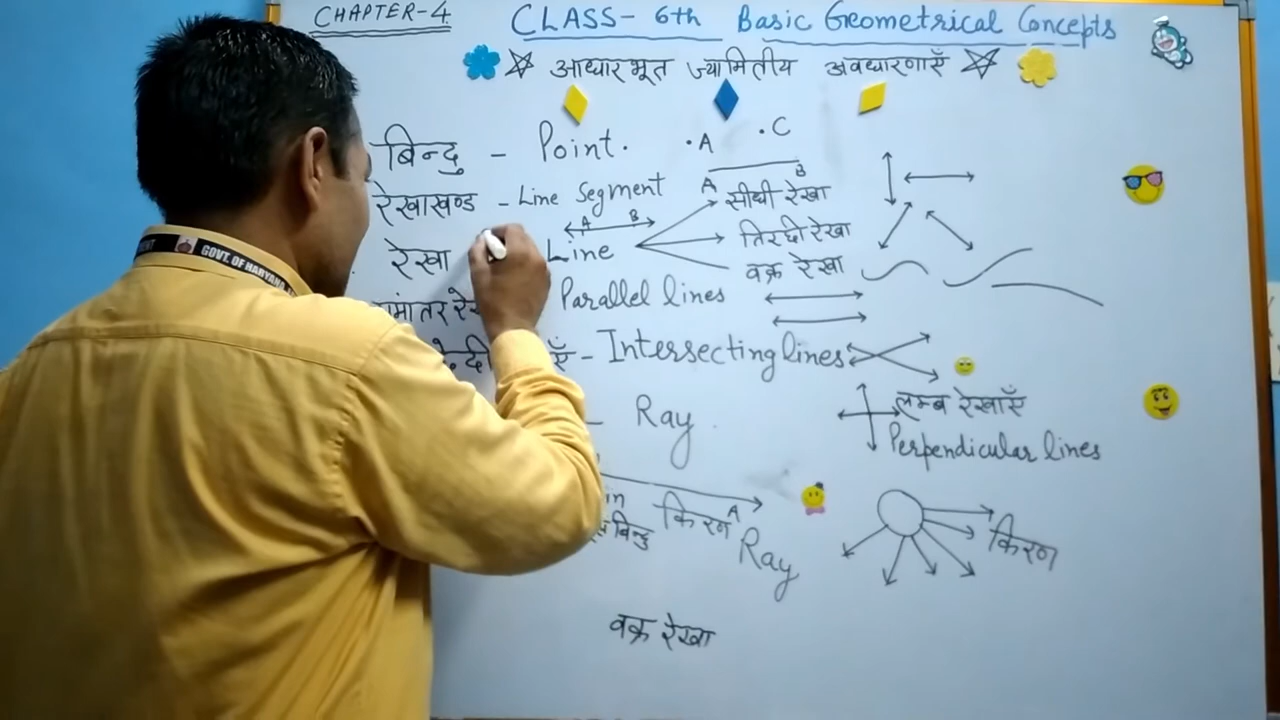 CHAPTER-4 CLASS- 6th Basic Geometrical Concepts
आधारभूत ज्यामितीय अवधारणाएँ
बिन्दु - Point. .A .C
रेखाखण्ड - Line Segment A B
सीधी रेखा
रेखा Line A B तिरछी रेखा
वक्र रेखा
Parallel lines
- Intersecting lines
लम्ब रेखाएँ
- Ray
Perpendicular lines
किरण A
बिन्दु Ray
किरण
वक्र रेखा
GOVT. OF HARYANA